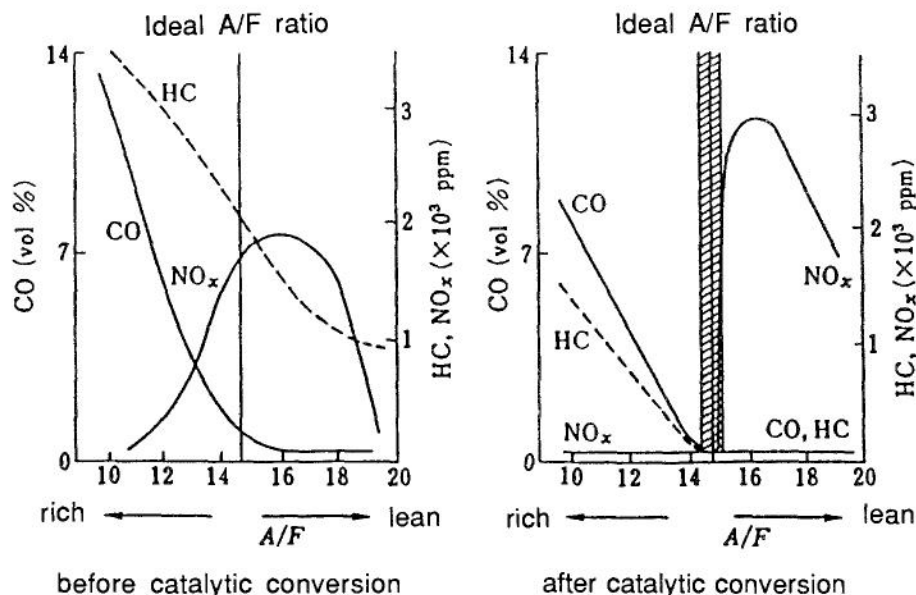 Ideal A/F ratio
14
7
0
CO (vol %)
HC
CO
NOx
3
2
1
HC, NOx (×10³ ppm)
10 12 14 16 18 20
rich
lean
A/F
before catalytic conversion
Ideal A/F ratio
14
7
0
CO (vol %)
CO
HC
NOx
NOx
CO, HC
3
2
1
HC, NOx (×10³ ppm)
10 12 14 16 18 20
rich
lean
A/F
after catalytic conversion